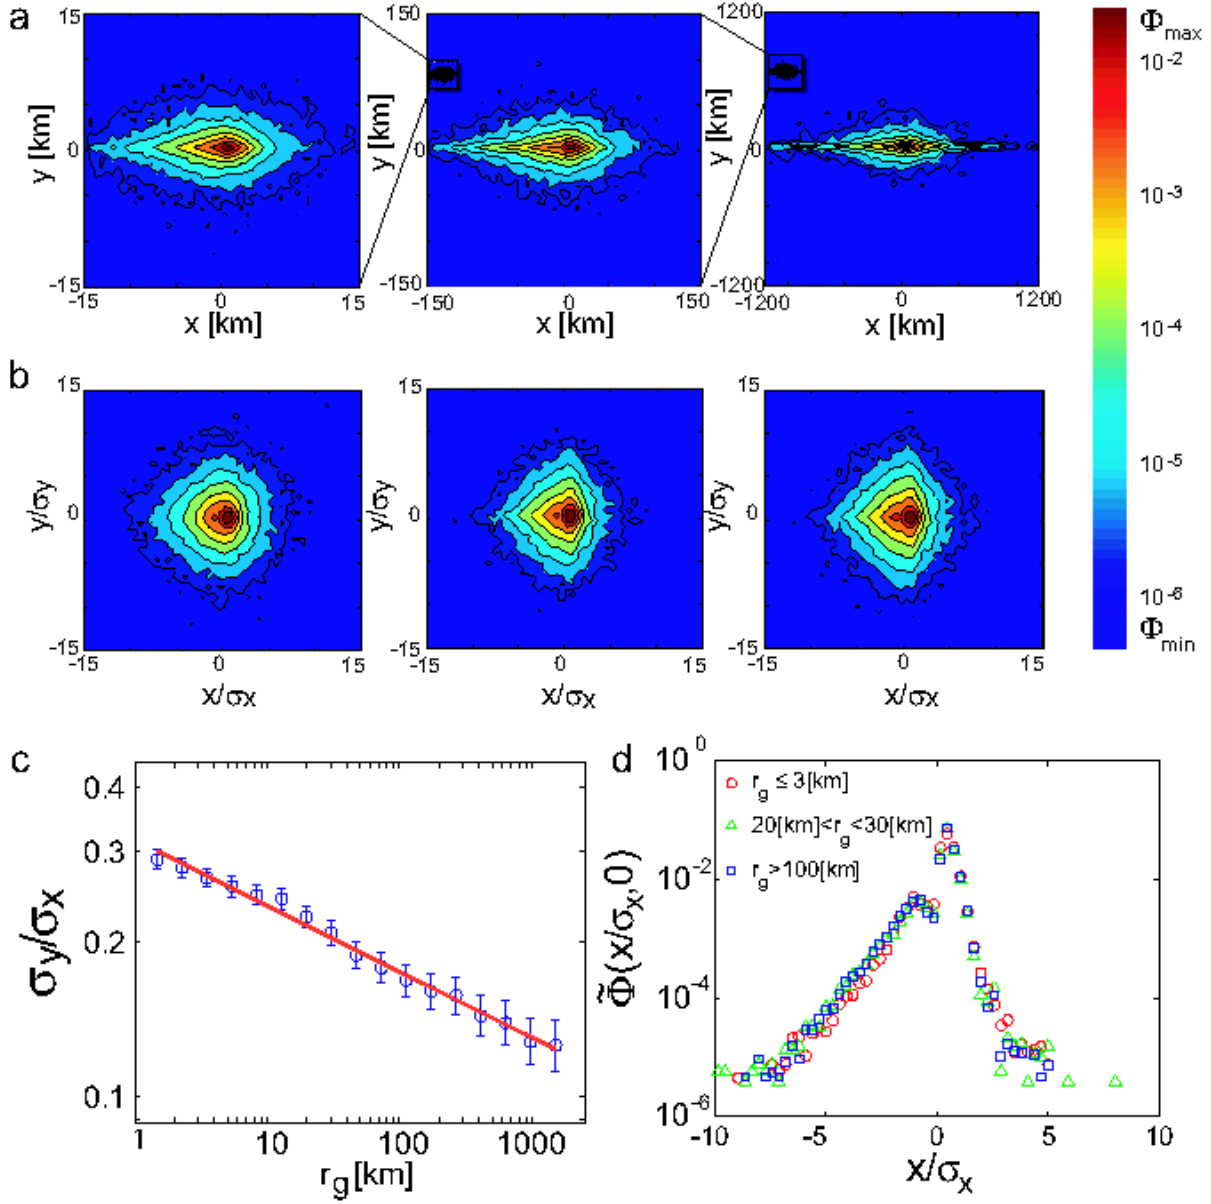 a
15
150
1200
Φmax
10^-2
y [km]
y [km]
y [km]
0
0
0
10^-3
-15
-150
-1200
-15
0
15
-150
0
150
-1200
0
1200
10^-4
x [km]
x [km]
x [km]
b
15
15
15
10^-5
y/σy
y/σy
y/σy
0
0
0
10^-6
Φmin
-15
-15
-15
-15
0
15
-15
0
15
-15
0
15
x/σx
x/σx
x/σx
c
0.4
0.3
0.2
0.1
σy/σx
1
10
100
1000
rg [km]
d
10^0
10^-2
10^-4
10^-6
rg ≤ 3[km]
20[km]<rg<30[km]
rg>100[km]
Φ̃(x/σx,0)
-10
-5
0
5
10
x/σx